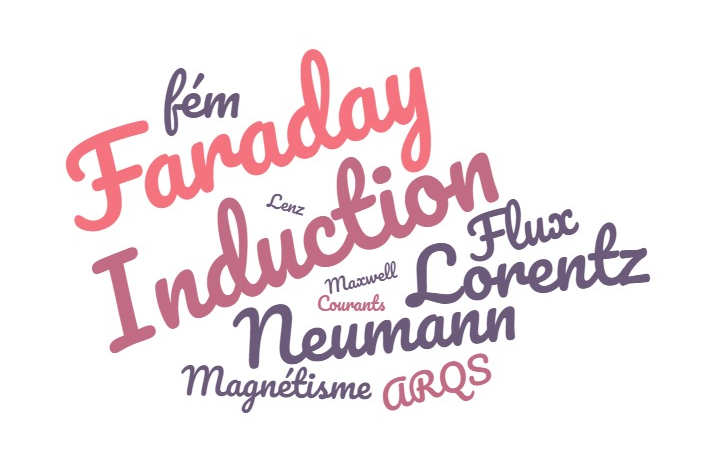 fém
Faraday
Lenz
Induction
Flux
Lorentz
Maxwell
Courants
Neumann
Magnétisme
ARQS